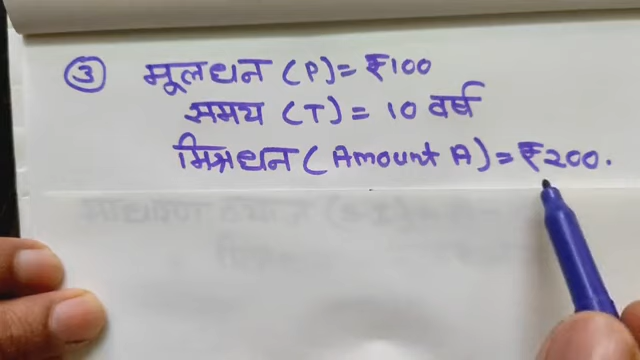 ③ मूलधन (P) = ₹100
समय (T) = 10 वर्ष
मिश्रधन (Amount A) = ₹200.